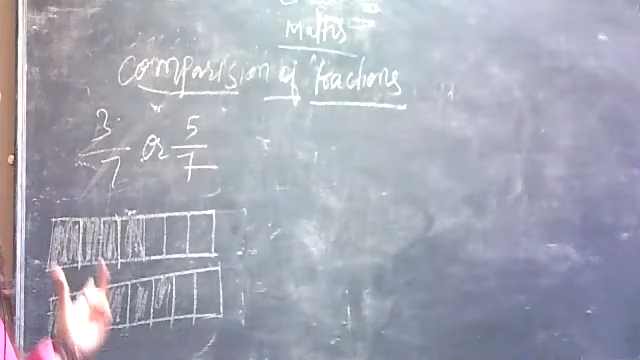 Maths
Comparision of fractions
3/7 or 5/7